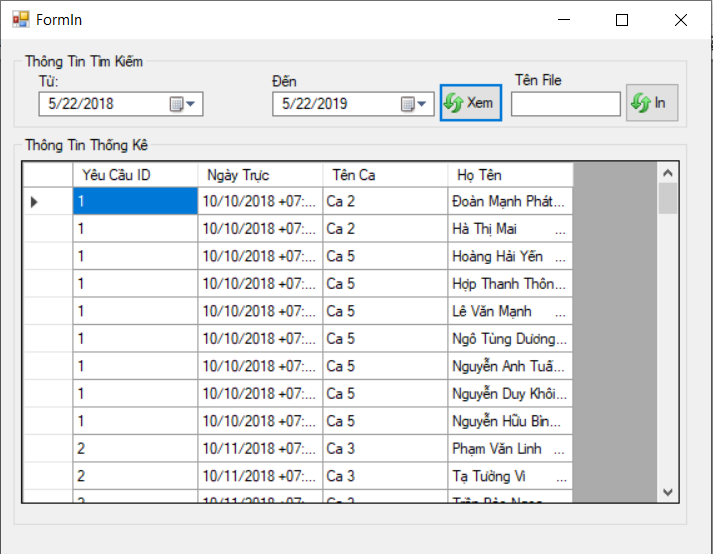 FormIn
Thông Tin Tìm Kiếm
Từ: Đến Tên File
5/22/2018 5/22/2019 Xem In
Thông Tin Thống Kê
Yêu Cầu ID Ngày Trực Tên Ca Họ Tên
1 10/10/2018 +07:... Ca 2 Đoàn Mạnh Phát...
1 10/10/2018 +07:... Ca 2 Hà Thị Mai ...
1 10/10/2018 +07:... Ca 5 Hoàng Hải Yến ...
1 10/10/2018 +07:... Ca 5 Hợp Thanh Thôn...
1 10/10/2018 +07:... Ca 5 Lê Văn Mạnh ...
1 10/10/2018 +07:... Ca 5 Ngô Tùng Dương...
1 10/10/2018 +07:... Ca 5 Nguyễn Anh Tuấ...
1 10/10/2018 +07:... Ca 5 Nguyễn Duy Khôi...
1 10/10/2018 +07:... Ca 5 Nguyễn Hữu Bìn...
2 10/11/2018 +07:... Ca 3 Phạm Văn Linh ...
2 10/11/2018 +07:... Ca 3 Tạ Tường Vi ...
2 10/11/2018 +07:... Ca 3